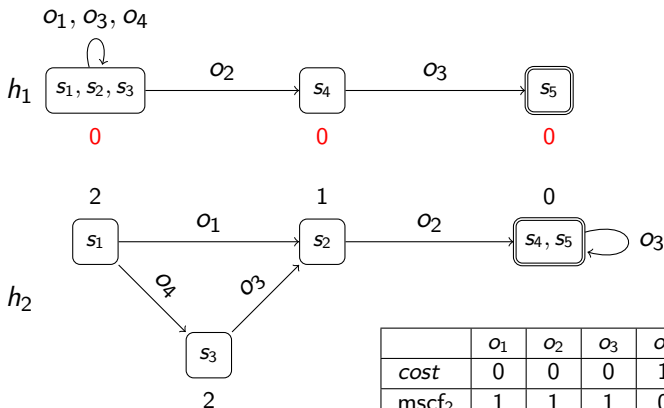 o₁, o₃, o₄
h₁
s₁, s₂, s₃
o₂
s₄
o₃
s₅
0
0
0
2
1
0
s₁
o₁
s₂
o₂
s₄, s₅
o₃
h₂
o₄
o₃
s₃
2
o₁ o₂ o₃
cost 0 0 0 1
mscf₂ 1 1 1